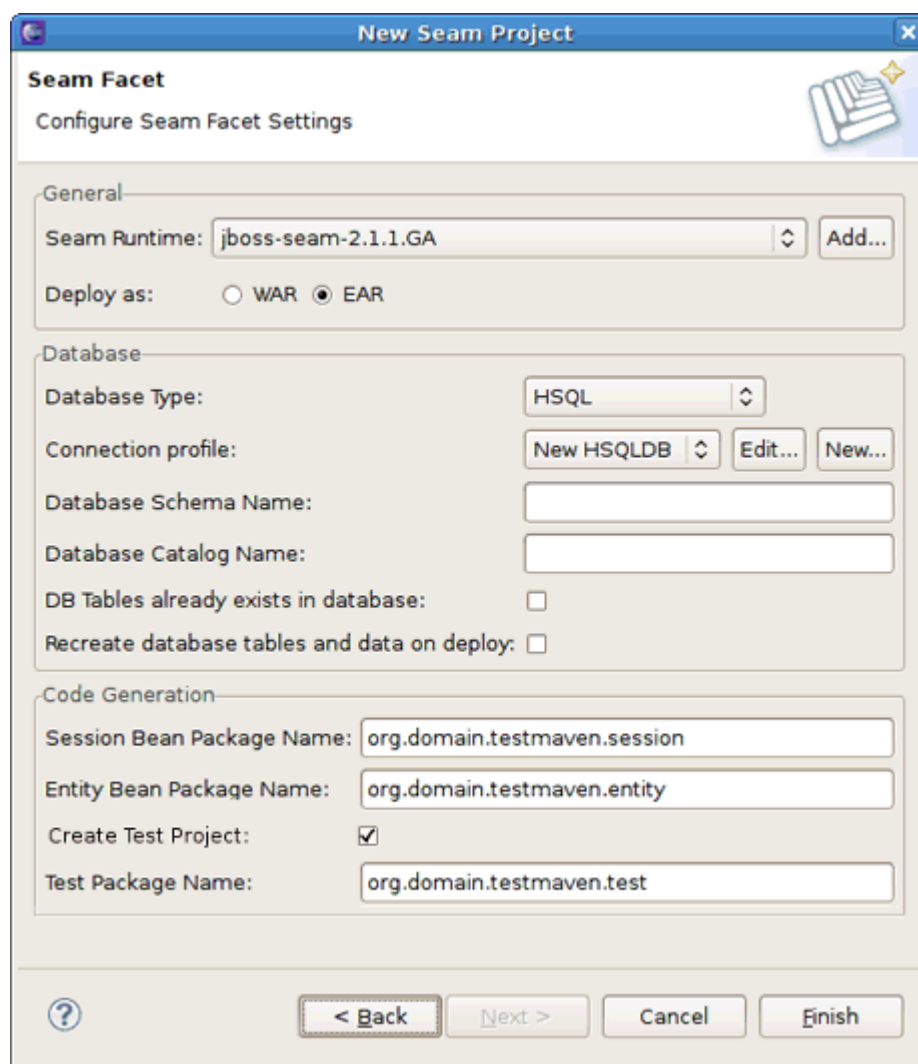 New Seam Project
Seam Facet
Configure Seam Facet Settings
General
Seam Runtime: jboss-seam-2.1.1.GA Add...
Deploy as: WAR EAR
Database
Database Type: HSQL
Connection profile: New HSQLDB Edit... New...
Database Schema Name:
Database Catalog Name:
DB Tables already exists in database:
Recreate database tables and data on deploy:
Code Generation
Session Bean Package Name: org.domain.testmaven.session
Entity Bean Package Name: org.domain.testmaven.entity
Create Test Project:
Test Package Name: org.domain.testmaven.test
? < Back Next > Cancel Finish